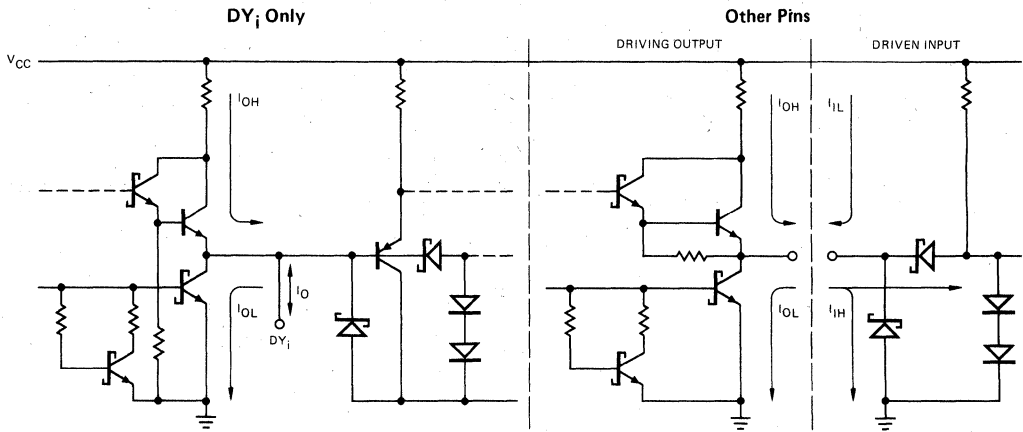 DYi Only
Other Pins
DRIVING OUTPUT
DRIVEN INPUT
VCC
IOH
IOH
IIL
IO
IOL
DYi
IOL
IIH